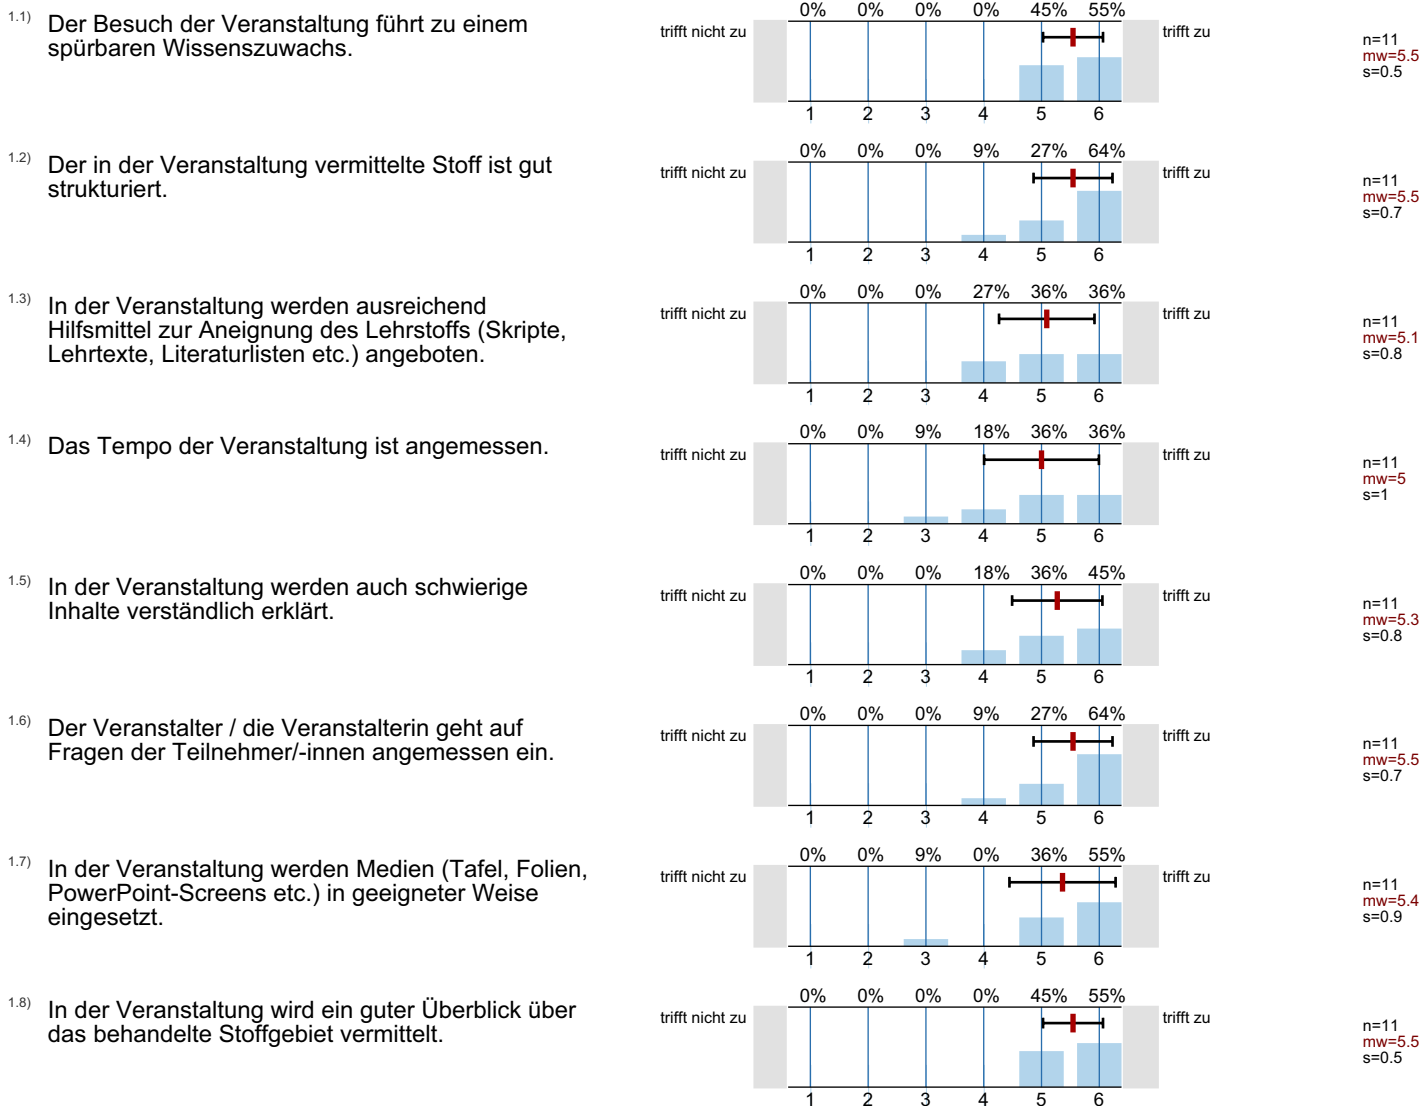 1.1) Der Besuch der Veranstaltung führt zu einem
spürbaren Wissenszuwachs.
trifft nicht zu
0% 0% 0% 0% 45% 55%
1 2 3 4 5 6
trifft zu
n=11
mw=5.5
s=0.5
1.2) Der in der Veranstaltung vermittelte Stoff ist gut
strukturiert.
trifft nicht zu
0% 0% 0% 9% 27% 64%
1 2 3 4 5 6
trifft zu
n=11
mw=5.5
s=0.7
1.3) In der Veranstaltung werden ausreichend
Hilfsmittel zur Aneignung des Lehrstoffs (Skripte,
Lehrtexte, Literaturlisten etc.) angeboten.
trifft nicht zu
0% 0% 0% 27% 36% 36%
1 2 3 4 5 6
trifft zu
n=11
mw=5.1
s=0.8
1.4) Das Tempo der Veranstaltung ist angemessen.
trifft nicht zu
0% 0% 9% 18% 36% 36%
1 2 3 4 5 6
trifft zu
n=11
mw=5
s=1
1.5) In der Veranstaltung werden auch schwierige
Inhalte verständlich erklärt.
trifft nicht zu
0% 0% 0% 18% 36% 45%
1 2 3 4 5 6
trifft zu
n=11
mw=5.3
s=0.8
1.6) Der Veranstalter / die Veranstalterin geht auf
Fragen der Teilnehmer/-innen angemessen ein.
trifft nicht zu
0% 0% 0% 9% 27% 64%
1 2 3 4 5 6
trifft zu
n=11
mw=5.5
s=0.7
1.7) In der Veranstaltung werden Medien (Tafel, Folien,
PowerPoint-Screens etc.) in geeigneter Weise
eingesetzt.
trifft nicht zu
0% 0% 9% 0% 36% 55%
1 2 3 4 5 6
trifft zu
n=11
mw=5.4
s=0.9
1.8) In der Veranstaltung wird ein guter Überblick über
das behandelte Stoffgebiet vermittelt.
trifft nicht zu
0% 0% 0% 0% 45% 55%
1 2 3 4 5 6
trifft zu
n=11
mw=5.5
s=0.5